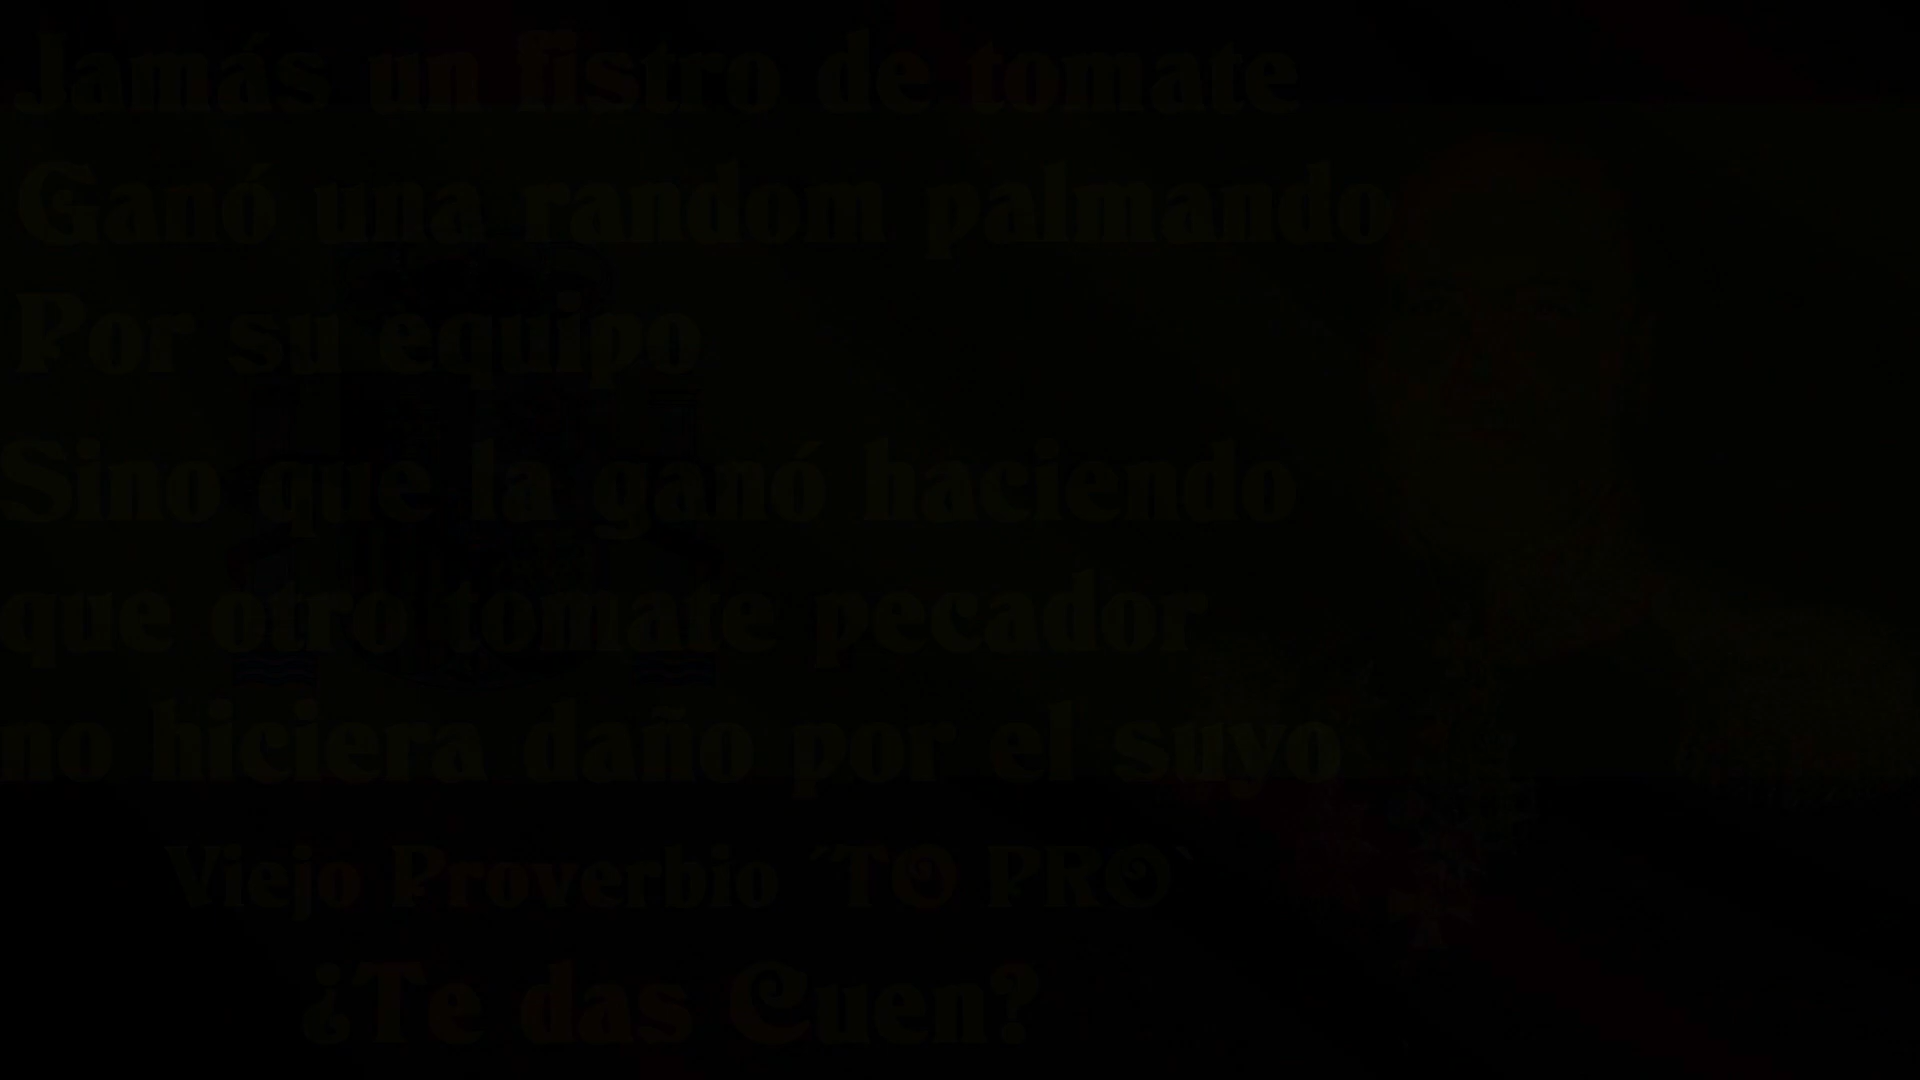 Jamás un fistro de tomate
Ganó una random palmando
Por su equipo
Sino que la ganó haciendo
que otro tomate pecador
no hiciera daño por el suyo
Viejo Proverbio ´TO PRO`
¿Te das Cuen?